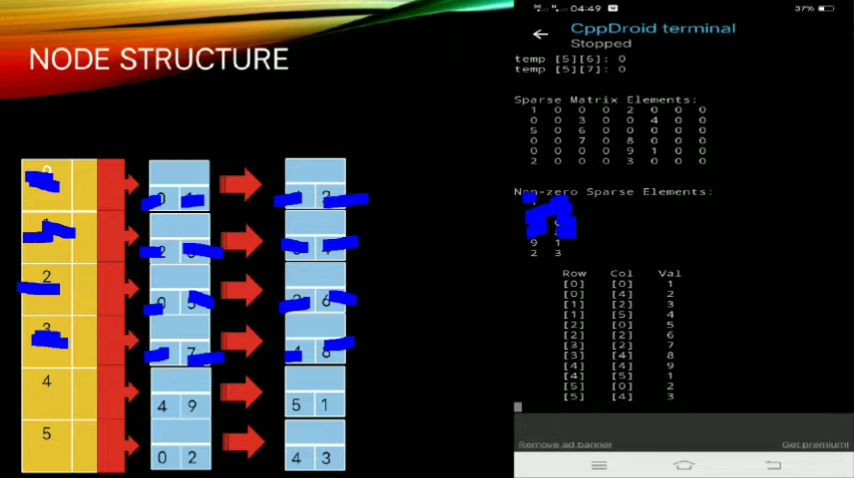 NODE STRUCTURE
2
4
4 9
5 1
5
0 2
4 3
04:49
37%
CppDroid terminal
Stopped
temp [5][6]: 0
temp [5][7]: 0
Sparse Matrix Elements:
1 0 0 0 2 0 0 0
0 0 3 0 0 4 0 0
5 0 6 0 0 0 0 0
0 0 7 0 8 0 0 0
0 0 0 0 9 1 0 0
2 0 0 0 3 0 0 0
Non-zero Sparse Elements:
9 1
2 3
Row Col Val
[0] [0] 1
[0] [4] 2
[1] [2] 3
[1] [5] 4
[2] [0] 5
[2] [2] 6
[3] [2] 7
[3] [4] 8
[4] [4] 9
[4] [5] 1
[5] [0] 2
[5] [4] 3
Remove ad banner
Get premium!